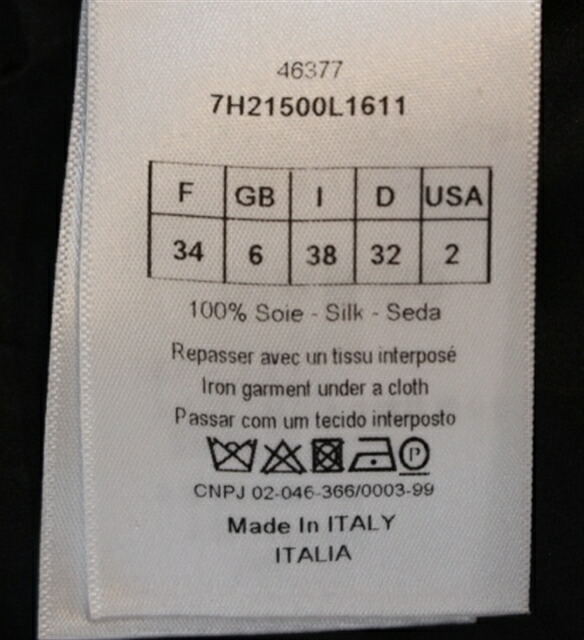 46377
7H21500L1611
F GB I D USA
34 6 38 32 2
100% Soie - Silk - Seda
Repasser avec un tissu interposé
Iron garment under a cloth
Passar com um tecido interposto
P
CNPJ 02-046-366/0003-99
Made In ITALY
ITALIA